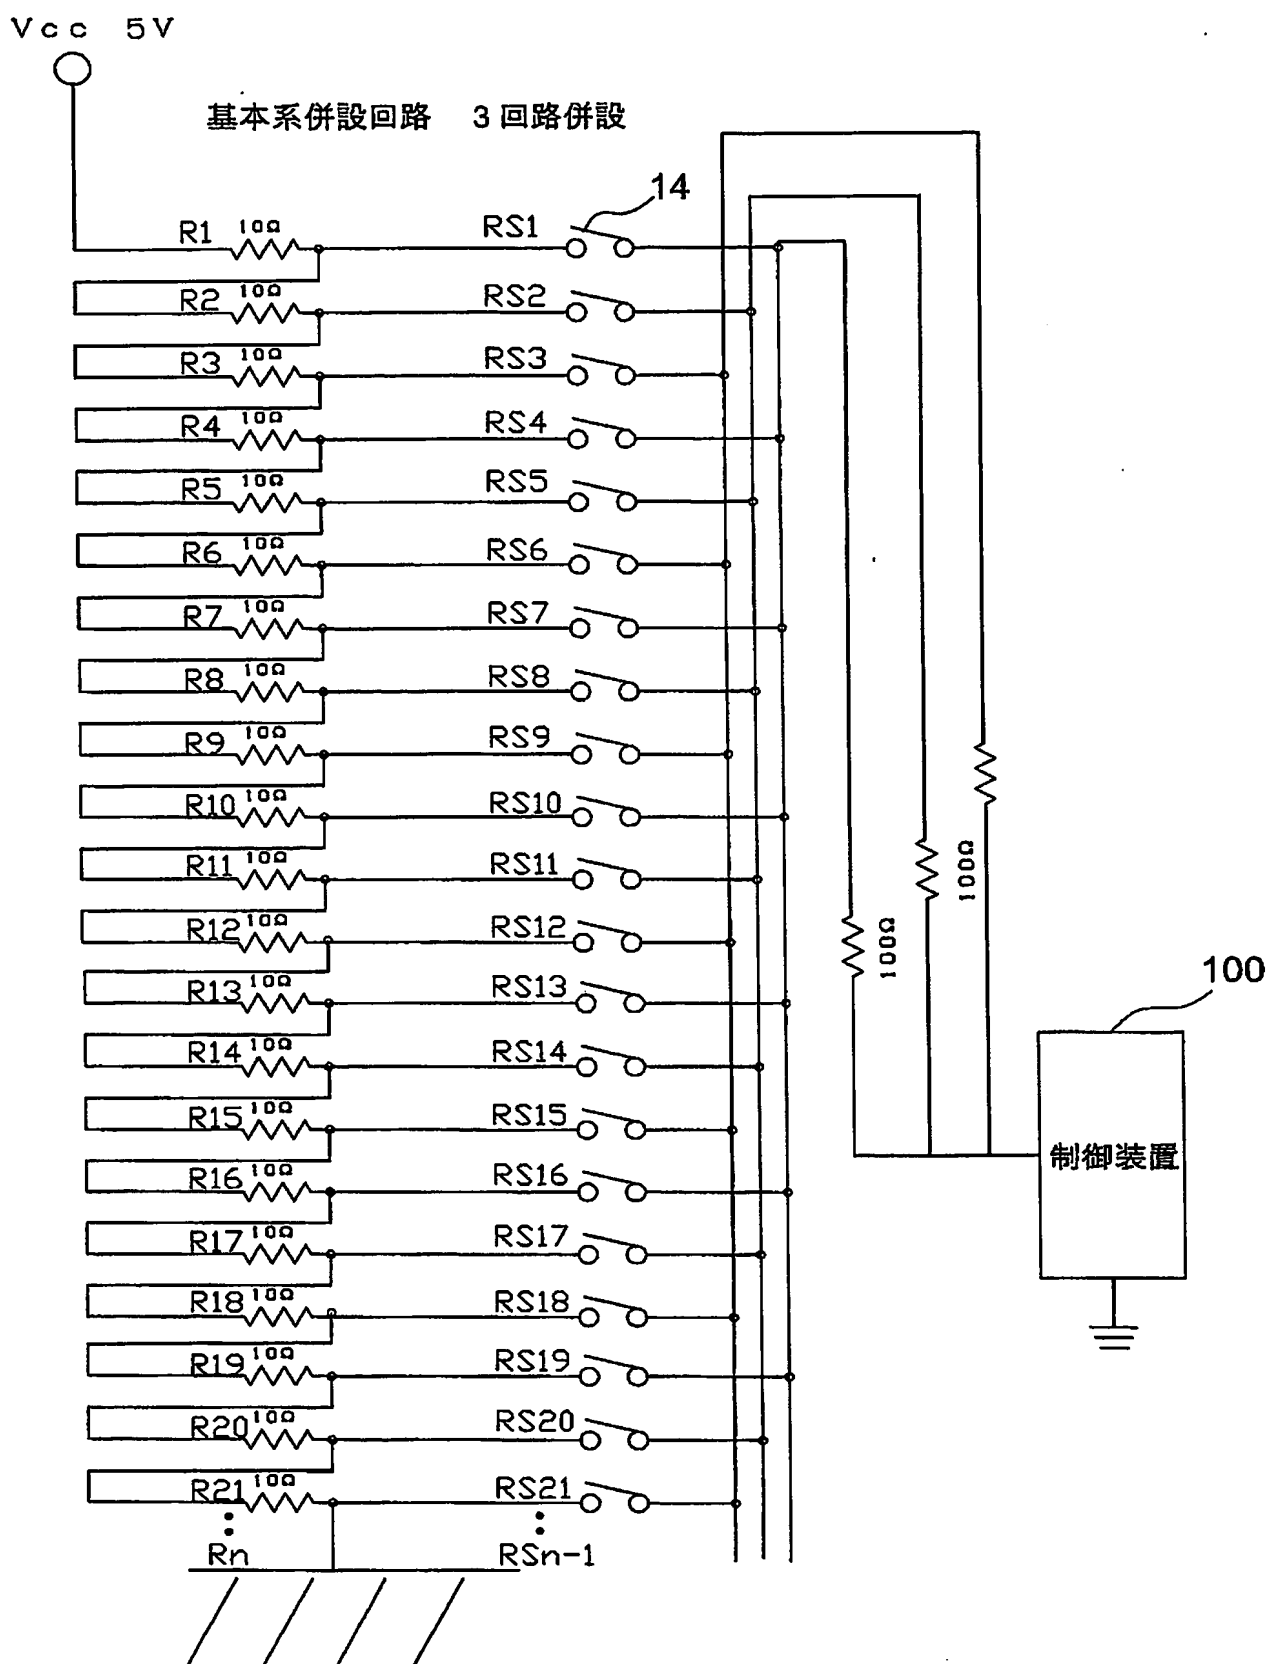 Vcc 5V
基本系併設回路 3回路併設
14
R1 10Ω RS1
R2 10Ω RS2
R3 10Ω RS3
R4 10Ω RS4
R5 10Ω RS5
R6 10Ω RS6
R7 10Ω RS7
R8 10Ω RS8
R9 10Ω RS9
R10 10Ω RS10
R11 10Ω RS11
R12 10Ω RS12
R13 10Ω RS13
R14 10Ω RS14
R15 10Ω RS15
R16 10Ω RS16
R17 10Ω RS17
R18 10Ω RS18
R19 10Ω RS19
R20 10Ω RS20
R21 10Ω RS21
Rn RSn-1
100Ω
100Ω
100
制御装置